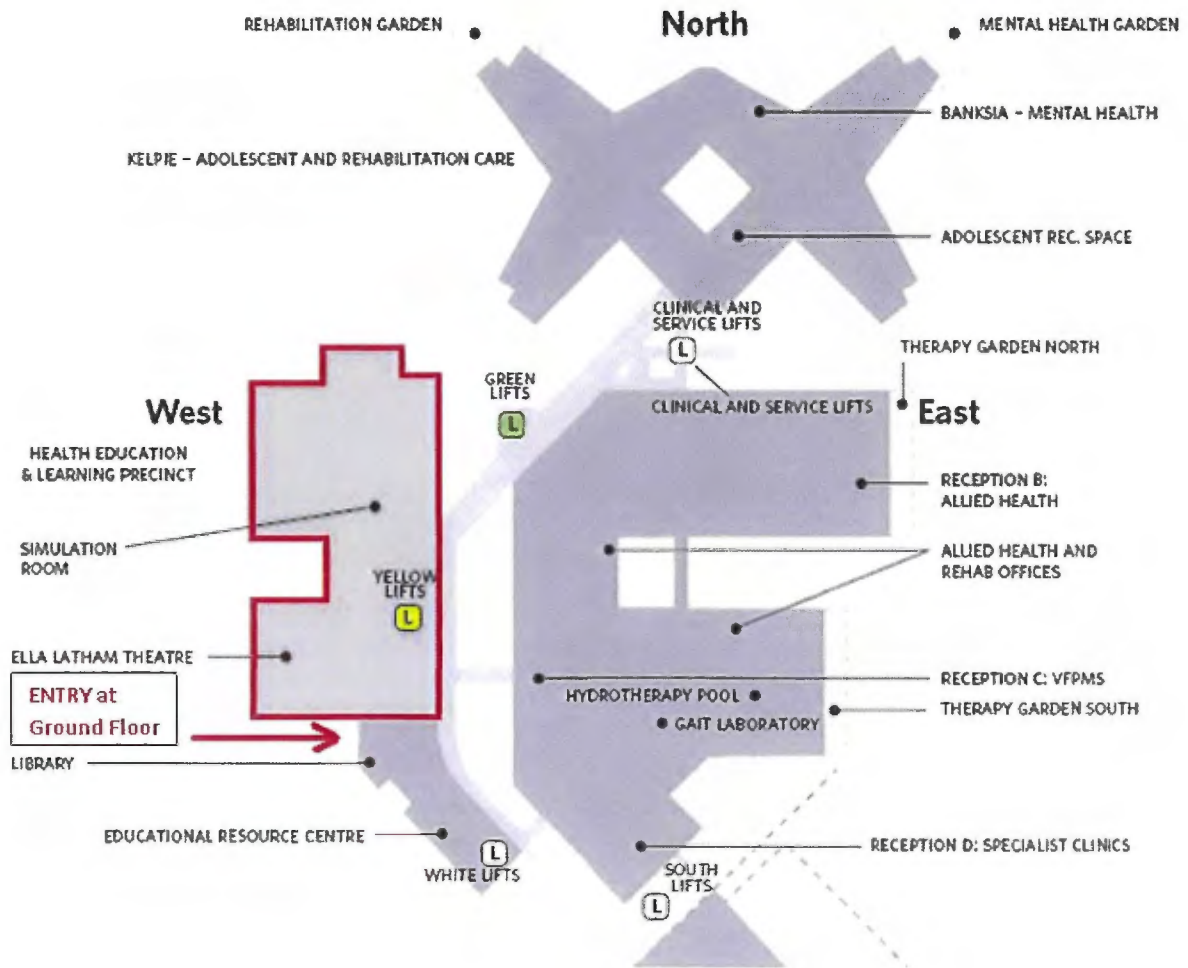 REHABILITATION GARDEN
North
MENTAL HEALTH GARDEN
BANKSIA – MENTAL HEALTH
KELPIE – ADOLESCENT AND REHABILITATION CARE
ADOLESCENT REC. SPACE
CLINICAL AND
SERVICE LIFTS
L
THERAPY GARDEN NORTH
GREEN
LIFTS
L
CLINICAL AND SERVICE LIFTS
West
East
HEALTH EDUCATION
& LEARNING PRECINCT
RECEPTION B:
ALLIED HEALTH
SIMULATION
ROOM
ALLIED HEALTH AND
REHAB OFFICES
YELLOW
LIFTS
L
ELLA LATHAM THEATRE
RECEPTION C: VFPMS
ENTRY at
Ground Floor
HYDROTHERAPY POOL
THERAPY GARDEN SOUTH
GAIT LABORATORY
LIBRARY
EDUCATIONAL RESOURCE CENTRE
RECEPTION D: SPECIALIST CLINICS
L
WHITE LIFTS
SOUTH
LIFTS
L